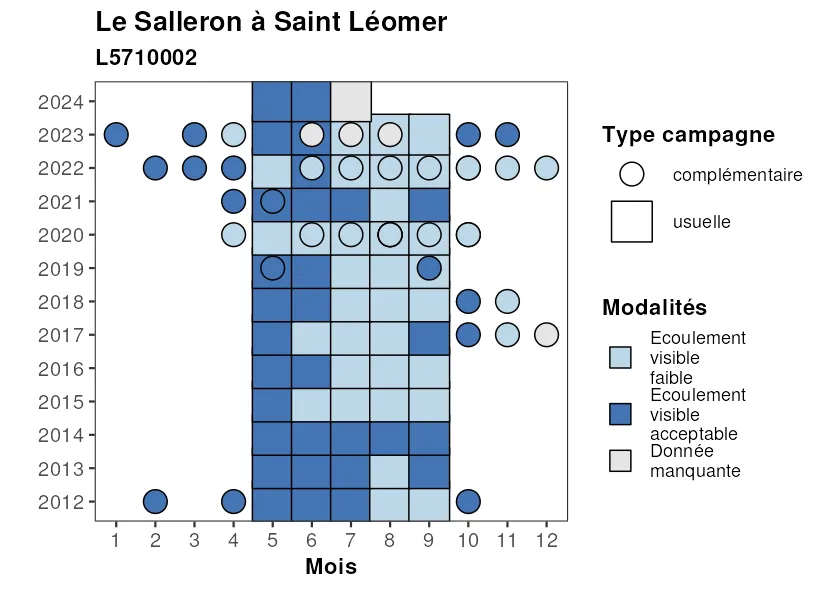 Le Salleron à Saint Léomer
L5710002
2024
2023
2022
2021
2020
2019
2018
2017
2016
2015
2014
2013
2012
1 2 3 4 5 6 7 8 9 10 11 12
Mois
Type campagne
complémentaire
usuelle
Modalités
Ecoulement
visible
faible
Ecoulement
visible
acceptable
Donnée
manquante